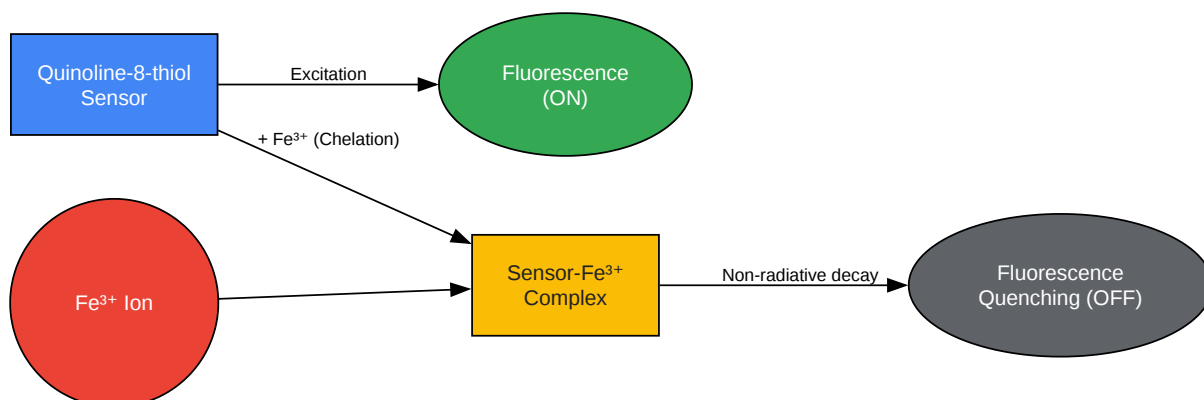 Quinoline-8-thiol
Sensor
Excitation
Fluorescence
(ON)
+ Fe³⁺ (Chelation)
Fe³⁺ Ion
Sensor-Fe³⁺
Complex
Non-radiative decay
Fluorescence
Quenching (OFF)